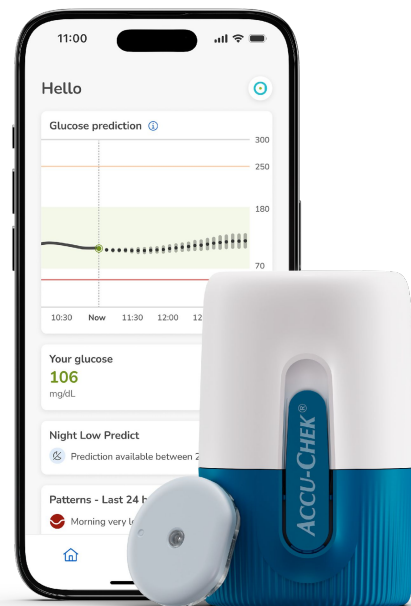 11:00
Hello
Glucose prediction
300
250
180
70
10:30 Now 11:30 12:00
Your glucose
106
mg/dL
Night Low Predict
Prediction available between
Patterns - Last 24
Morning very
ACCU-CHEK®